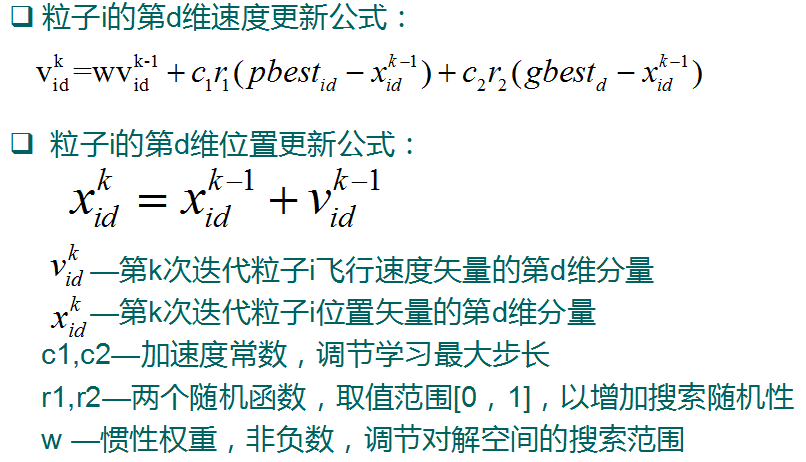 ❑ 粒子i的第d维速度更新公式：
v_{id}^{k}=wv_{id}^{k-1}+c_1r_1(pbest_{id}-x_{id}^{k-1})+c_2r_2(gbest_d-x_{id}^{k-1})
❑ 粒子i的第d维位置更新公式：
x_{id}^{k}=x_{id}^{k-1}+v_{id}^{k-1}
v_{id}^{k}—第k次迭代粒子i飞行速度矢量的第d维分量
x_{id}^{k}—第k次迭代粒子i位置矢量的第d维分量
c1,c2—加速度常数，调节学习最大步长
r1,r2—两个随机函数，取值范围[0，1]，以增加搜索随机性
w —惯性权重，非负数，调节对解空间的搜索范围